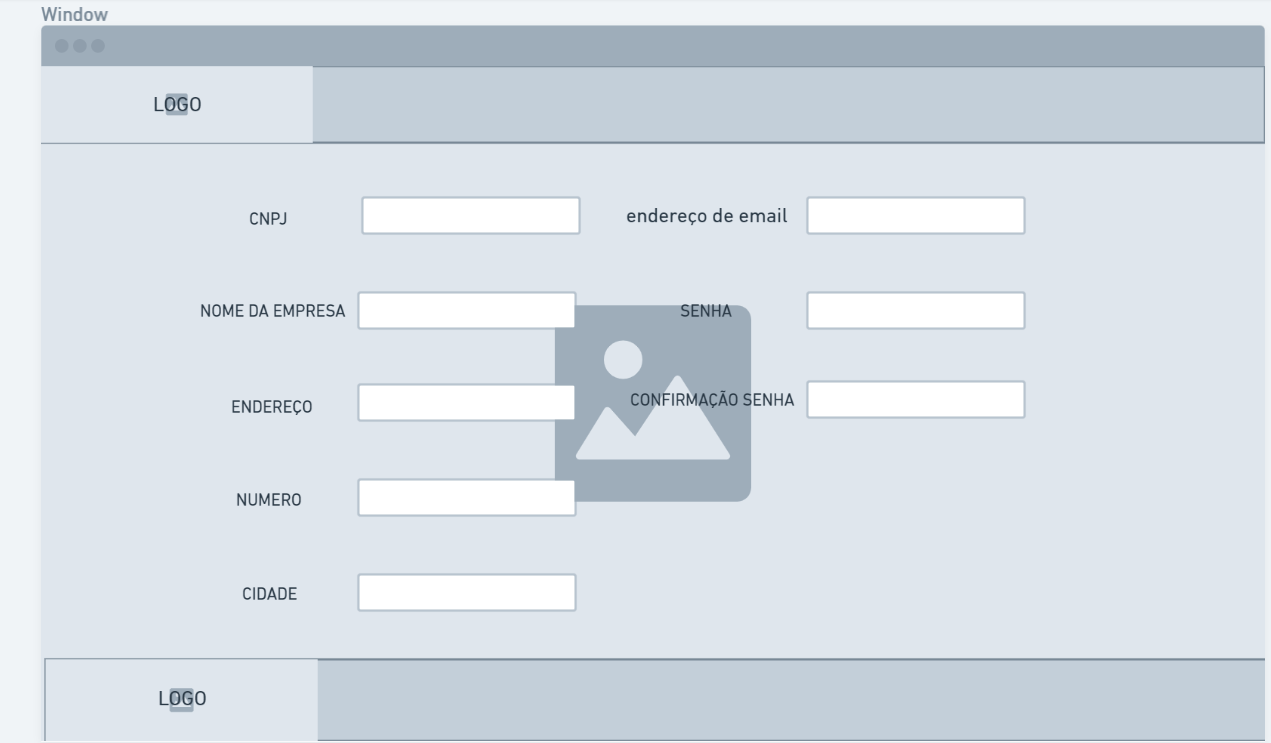 Window
LOGO
CNPJ
endereço de email
NOME DA EMPRESA
SENHA
ENDEREÇO
CONFIRMAÇÃO SENHA
NUMERO
CIDADE
LOGO